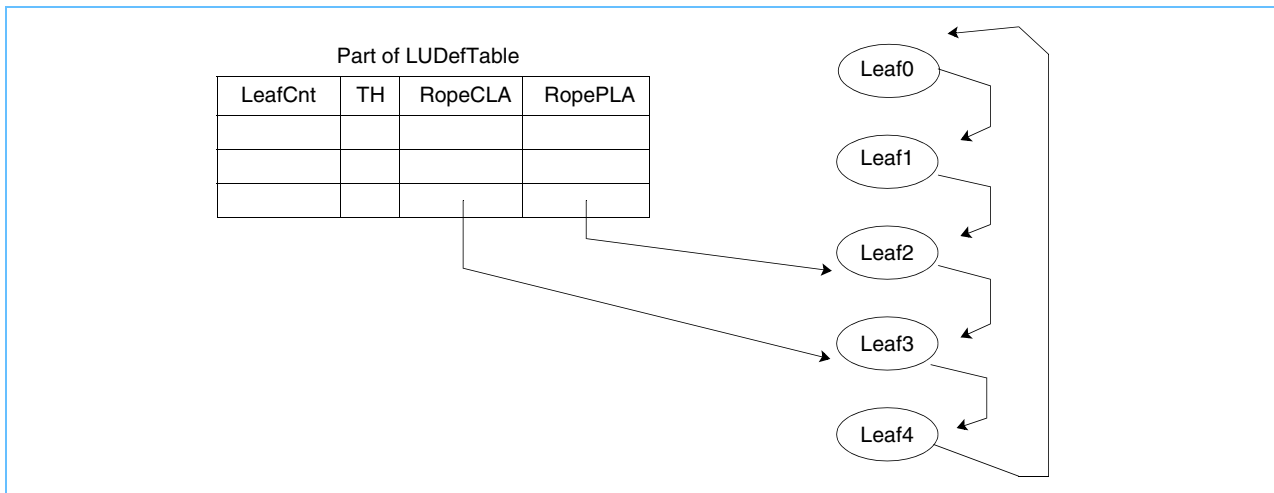 Part of LUDefTable
LeafCnt TH RopeCLA RopePLA
Leaf0
Leaf1
Leaf2
Leaf3
Leaf4